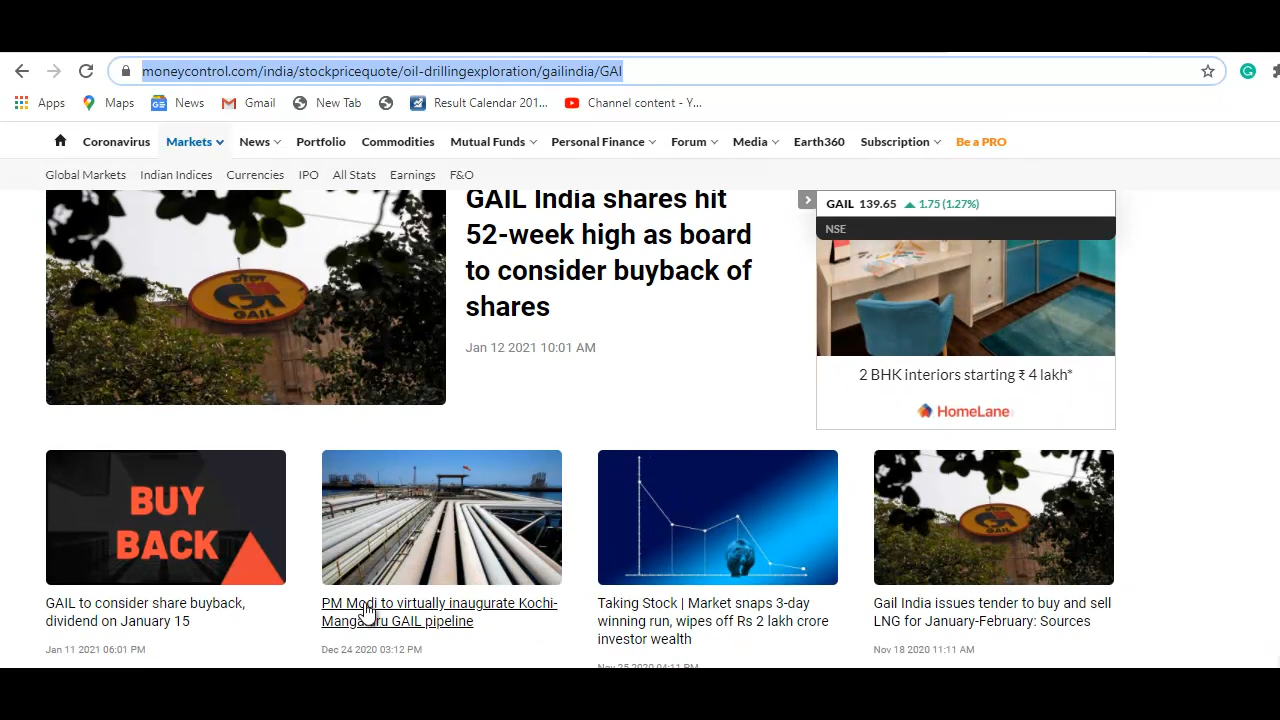 moneycontrol.com/india/stockpricequote/oil-drillingexploration/gailindia/GAI
Apps Maps News Gmail New Tab Result Calendar 201... Channel content - Y...
Coronavirus Markets News Portfolio Commodities Mutual Funds Personal Finance Forum Media Earth360 Subscription Be a PRO
Global Markets Indian Indices Currencies IPO All Stats Earnings F&O
GAIL India shares hit
52-week high as board
to consider buyback of
shares
Jan 12 2021 10:01 AM
GAIL 139.65 1.75 (1.27%)
NSE
2 BHK interiors starting ₹ 4 lakh*
HomeLane
गेल
GAIL
BUY
BACK
GAIL to consider share buyback,
dividend on January 15
Jan 11 2021 06:01 PM
PM Modi to virtually inaugurate Kochi-
Mangaluru GAIL pipeline
Dec 24 2020 03:12 PM
Taking Stock | Market snaps 3-day
winning run, wipes off Rs 2 lakh crore
investor wealth
Nov 25 2020 04:11 PM
GAIL
Gail India issues tender to buy and sell
LNG for January-February: Sources
Nov 18 2020 11:11 AM